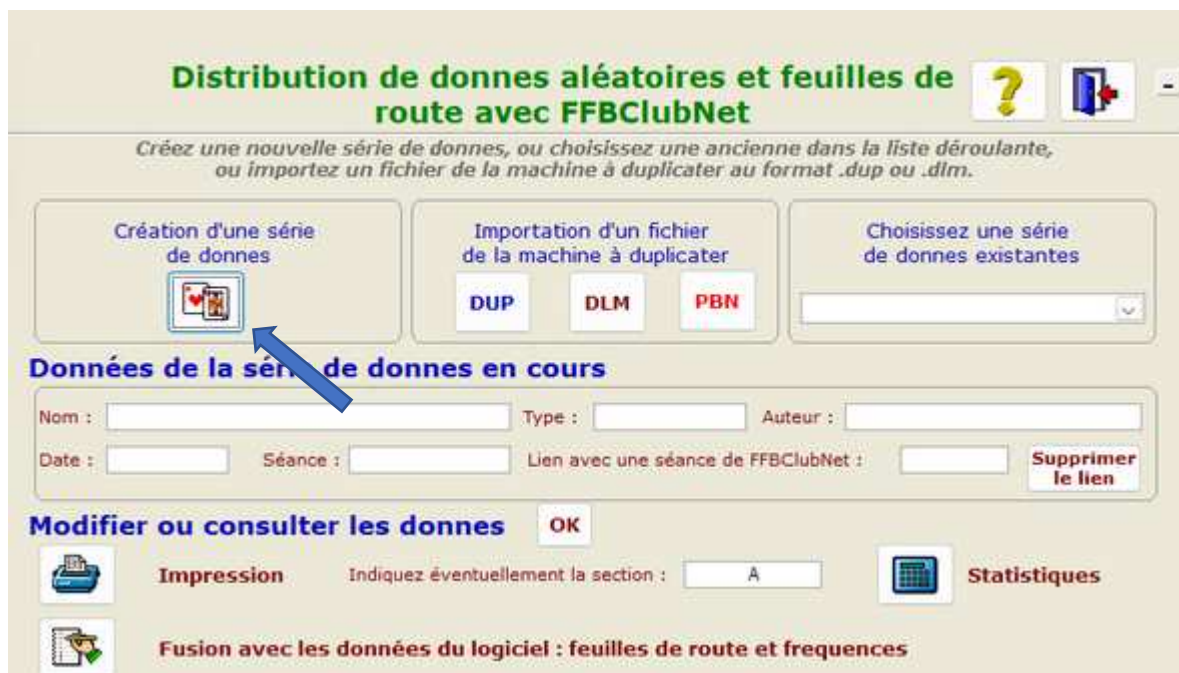 Distribution de donnes aléatoires et feuilles de
route avec FFBClubNet
-
Créez une nouvelle série de donnes, ou choisissez une ancienne dans la liste déroulante,
ou importez un fichier de la machine à duplicater au format .dup ou .dlm.
Création d'une série
de donnes
Importation d'un fichier
de la machine à duplicater
DUP DLM PBN
Choisissez une série
de donnes existantes
Données de la série de donnes en cours
Nom : Type : Auteur :
Date : Séance : Lien avec une séance de FFBClubNet : Supprimer
le lien
Modifier ou consulter les donnes OK
Impression Indiquez éventuellement la section : A Statistiques
Fusion avec les données du logiciel : feuilles de route et frequences